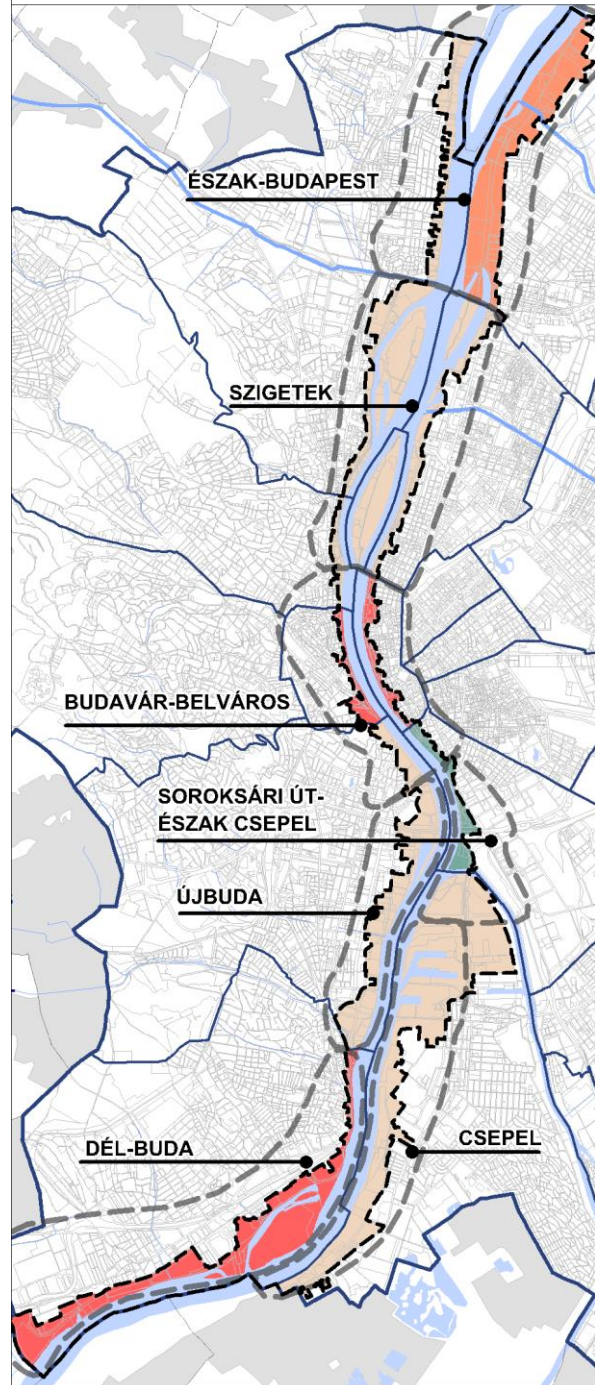 ÉSZAK-BUDAPEST
SZIGETEK
BUDAVÁR-BELVÁROS
SOROKSÁRI ÚT-
ÉSZAK CSEPEL
ÚJBUDA
DÉL-BUDA
CSEPEL